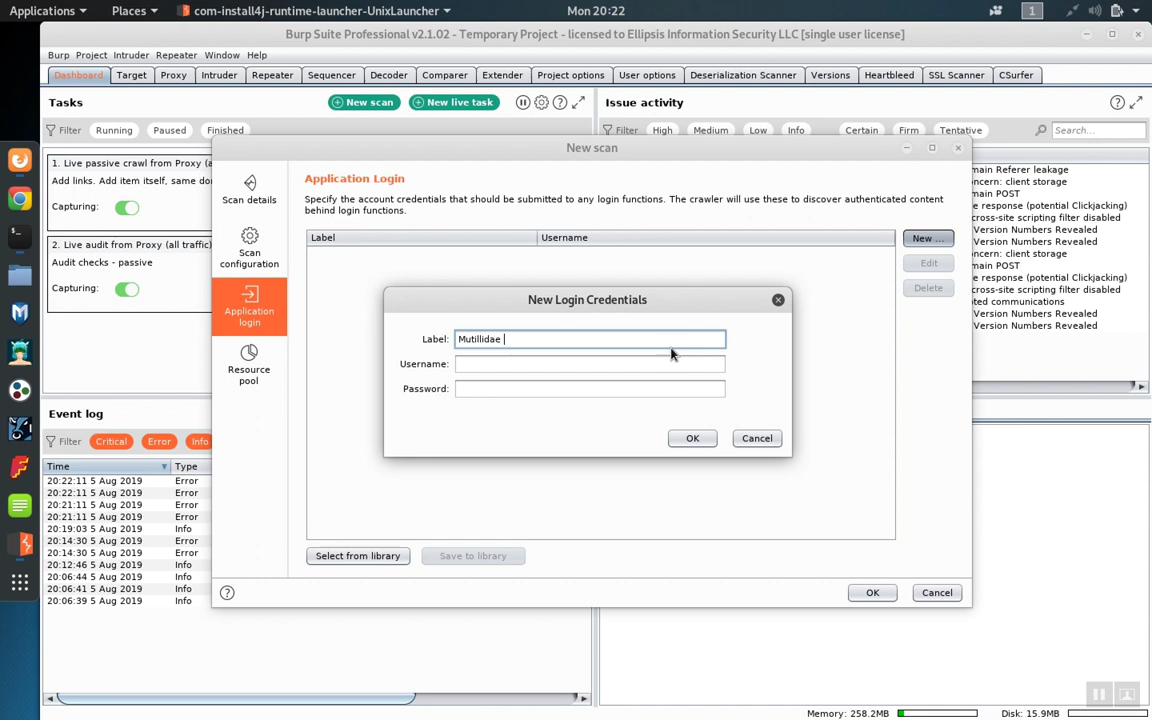 Applications Places com-install4j-runtime-launcher-UnixLauncher Mon 20:22 1
Burp Suite Professional v2.1.02 - Temporary Project - licensed to Ellipsis Information Security LLC [single user license]
Burp Project Intruder Repeater Window Help
Dashboard Target Proxy Intruder Repeater Sequencer Decoder Comparer Extender Project options User options Deserialization Scanner Versions Heartbleed SSL Scanner CSurfer
Tasks New scan New live task ? Issue activity ?
Filter Running Paused Finished Filter High Medium Low Info Certain Firm Tentative Search...
New scan
1. Live passive crawl from Proxy (a
Add links. Add item itself, same do
Capturing:
2. Live audit from Proxy (all traffic)
Audit checks - passive
Capturing:
Scan details
Scan
configuration
Application
login
Resource
pool
Application Login
Specify the account credentials that should be submitted to any login functions. The crawler will use these to discover authenticated content
behind login functions.
Label Username
New ...
Edit
Delete
New Login Credentials
Label: Mutillidae
Username:
Password:
OK Cancel
Select from library Save to library
? OK Cancel
main Referer leakage
ncern: client storage
main POST
e response (potential Clickjacking)
cross-site scripting filter disabled
Version Numbers Revealed
Version Numbers Revealed
ncern: client storage
main POST
e response (potential Clickjacking)
cross-site scripting filter disabled
ted communications
Version Numbers Revealed
Version Numbers Revealed
Event log
Filter Critical Error Info
Time Type
20:22:11 5 Aug 2019 Error
20:22:11 5 Aug 2019 Error
20:21:11 5 Aug 2019 Error
20:21:11 5 Aug 2019 Error
20:19:03 5 Aug 2019 Info
20:14:30 5 Aug 2019 Error
20:14:30 5 Aug 2019 Error
20:12:46 5 Aug 2019 Info
20:06:44 5 Aug 2019 Info
20:06:41 5 Aug 2019 Info
20:06:39 5 Aug 2019 Info
Memory: 258.2MB Disk: 15.9MB